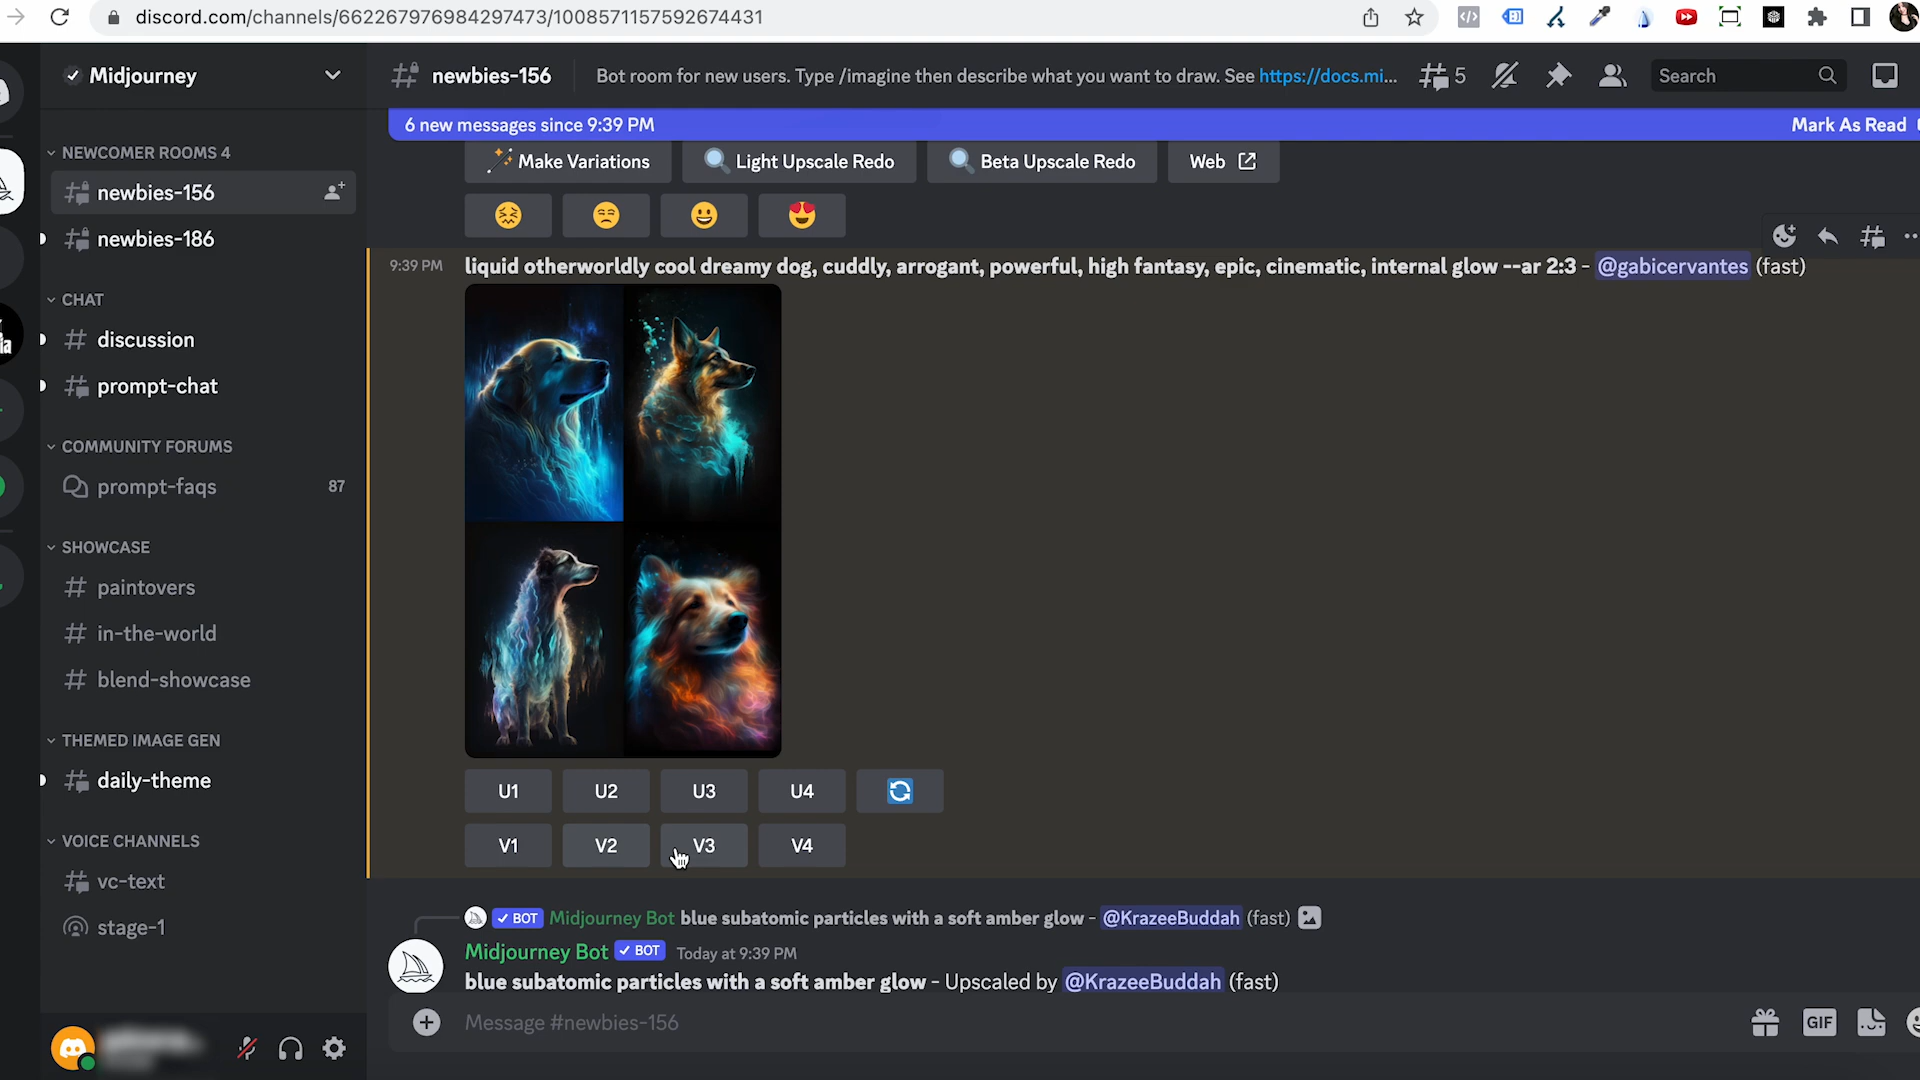 discord.com/channels/662267976984297473/1008571157592674431
Midjourney
newbies-156
Bot room for new users. Type /imagine then describe what you want to draw. See https://docs.mi...
5
Search
6 new messages since 9:39 PM
Mark As Read
NEWCOMER ROOMS 4
newbies-156
newbies-186
CHAT
discussion
prompt-chat
COMMUNITY FORUMS
prompt-faqs
87
SHOWCASE
paintovers
in-the-world
blend-showcase
THEMED IMAGE GEN
daily-theme
VOICE CHANNELS
vc-text
stage-1
Make Variations
Light Upscale Redo
Beta Upscale Redo
Web
9:39 PM
liquid otherworldly cool dreamy dog, cuddly, arrogant, powerful, high fantasy, epic, cinematic, internal glow --ar 2:3 - @gabicervantes (fast)
U1 U2 U3 U4
V1 V2 V3 V4
BOT Midjourney Bot blue subatomic particles with a soft amber glow - @KrazeeBuddah (fast)
Midjourney Bot BOT Today at 9:39 PM
blue subatomic particles with a soft amber glow - Upscaled by @KrazeeBuddah (fast)
Message #newbies-156
GIF